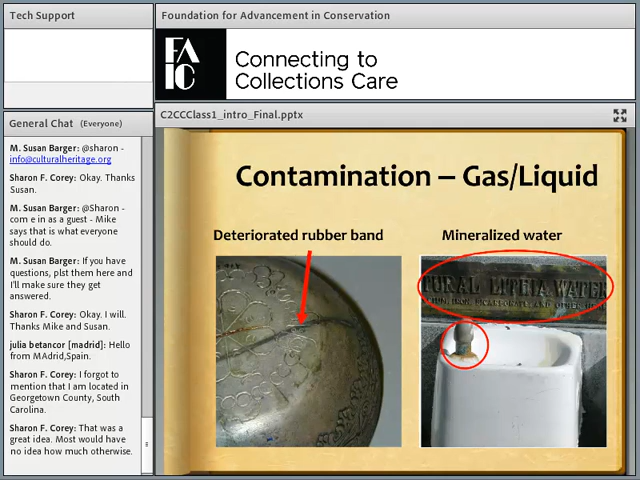 Tech Support
Foundation for Advancement in Conservation
FA
IC
Connecting to
Collections Care
General Chat (Everyone)
M. Susan Barger: @sharon -
info@culturalheritage.org
Sharon F. Corey: Okay. Thanks
Susan.
M. Susan Barger: @Sharon -
com e in as a guest - Mike
says that is what everyone
should do.
M. Susan Barger: If you have
questions, plst them here and
I'll make sure they get
answered.
Sharon F. Corey: Okay. I will.
Thanks Mike and Susan.
julia betancor [madrid]: Hello
from MAdrid,Spain.
Sharon F. Corey: I forgot to
mention that I am located in
Georgetown County, South
Carolina.
Sharon F. Corey: That was a
great idea. Most would have
no idea how much otherwise.
C2CCClass1_intro_Final.pptx
Contamination – Gas/Liquid
Deteriorated rubber band
Mineralized water
TURAL LITHIA WATER